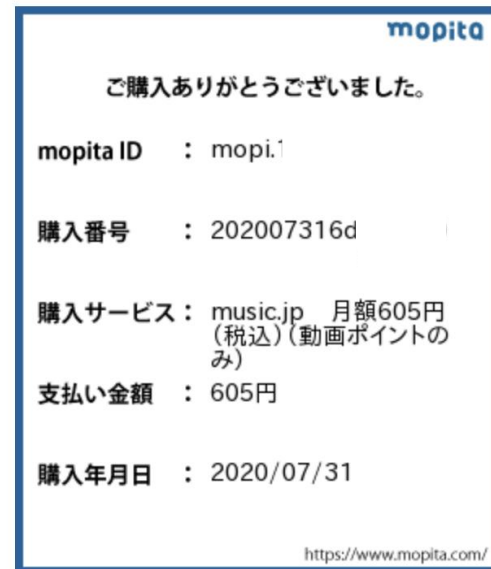 mopita
ご購入ありがとうございました。
mopita ID : mopi.1
購入番号 : 202007316d
購入サービス : music.jp 月額605円
(税込)(動画ポイントの
み)
支払い金額 : 605円
購入年月日 : 2020/07/31
https://www.mopita.com/